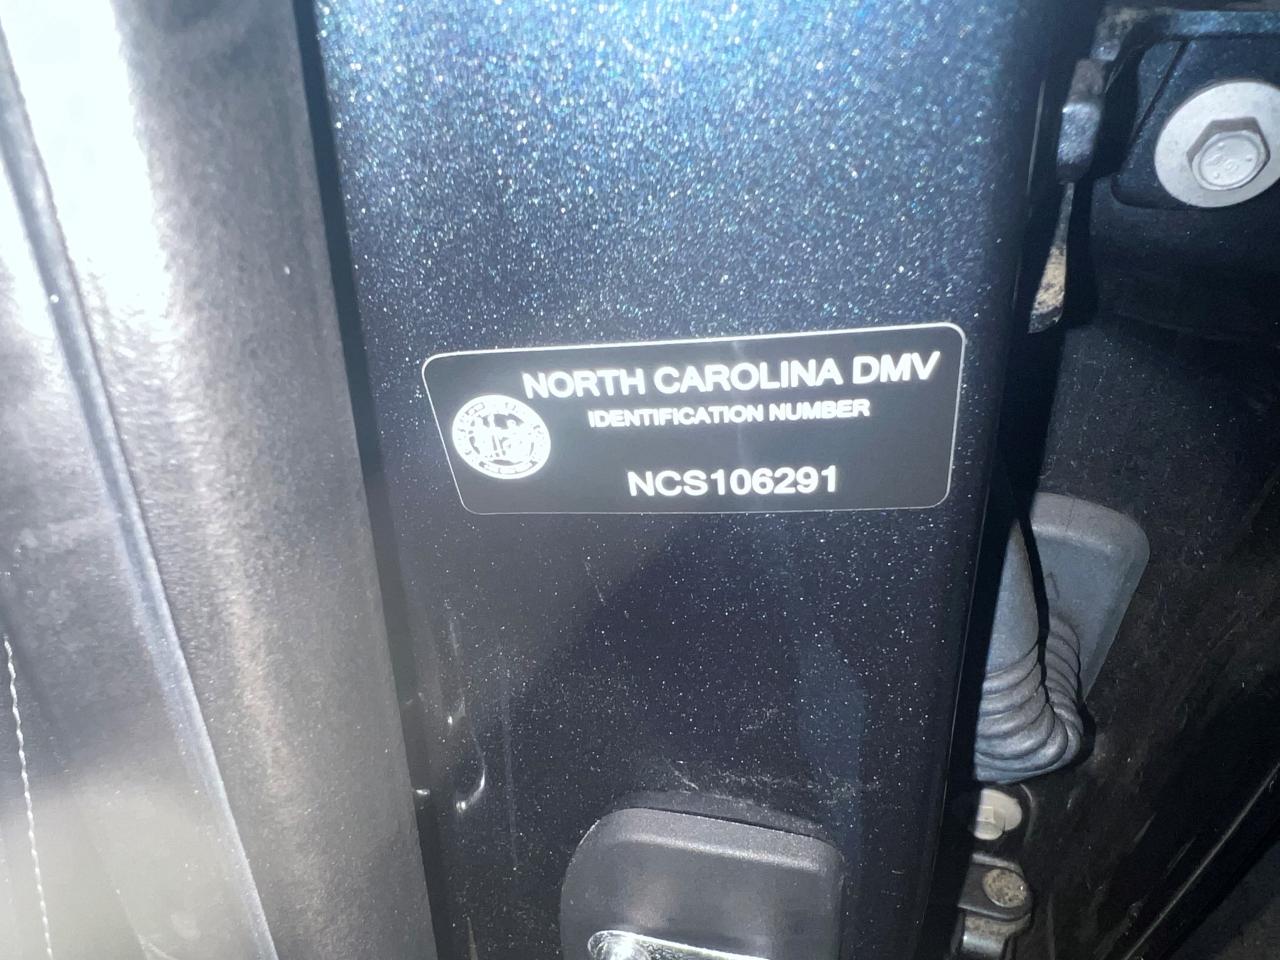 NORTH CAROLINA DMV
IDENTIFICATION NUMBER
NCS106291